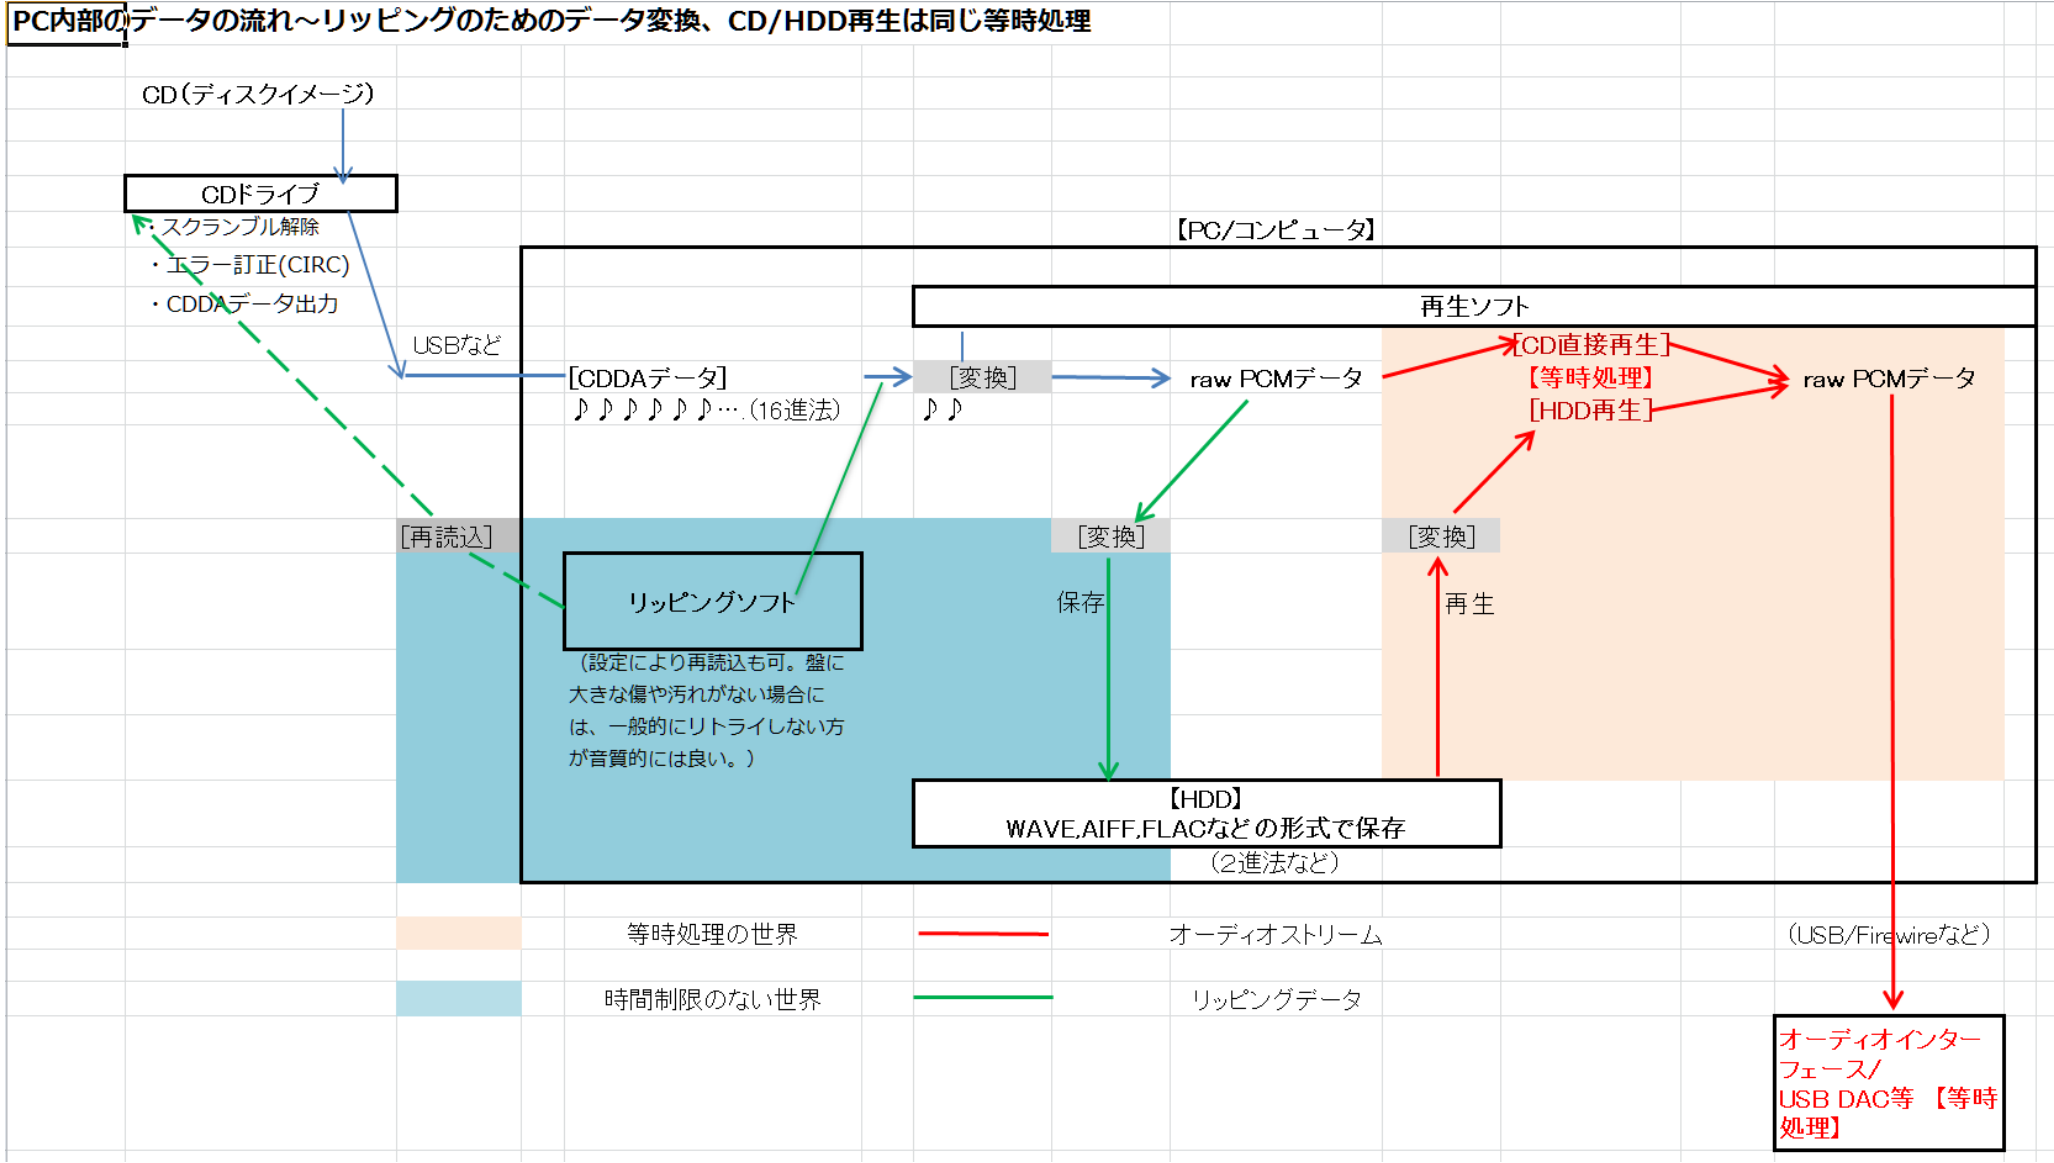 PC内部のデータの流れ～リッピングのためのデータ変換、CD/HDD再生は同じ等時処理
CD（ディスクイメージ）
CDドライブ
・スクランブル解除
・エラー訂正(CIRC)
・CDDAデータ出力
【PC/コンピュータ】
再生ソフト
USBなど
[CDDAデータ]
♪♪♪♪♪♪….（16進法）
[変換]
♪♪
raw PCMデータ
[CD直接再生]
【等時処理】
[HDD再生]
raw PCMデータ
[再読込]
[変換]
[変換]
リッピングソフト
保存
再生
（設定により再読込も可。盤に
大きな傷や汚れがない場合に
は、一般的にリトライしない方
が音質的には良い。）
【HDD】
WAVE,AIFF,FLACなどの形式で保存
（２進法など）
等時処理の世界
オーディオストリーム
（USB/Firewireなど）
時間制限のない世界
リッピングデータ
オーディオインター
フェース/
USB DAC等 【等時
処理】